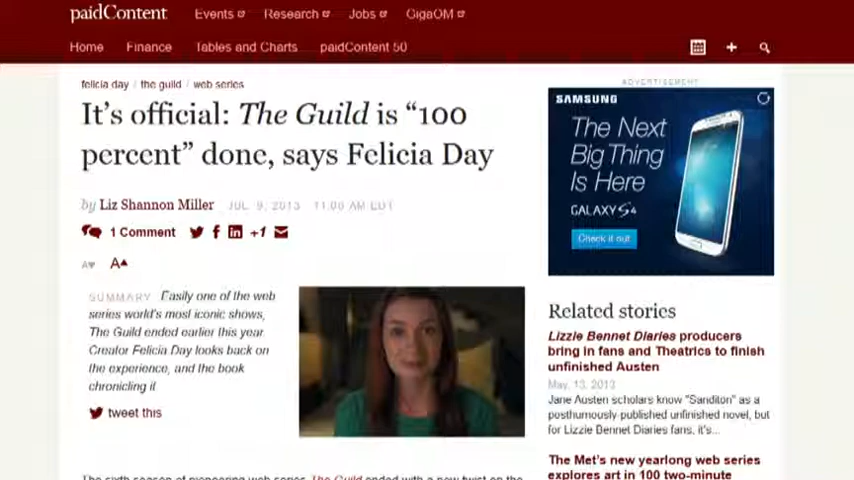 paidContent
Events Research Jobs GigaOM
Home Finance Tables and Charts paidContent 50
felicia day / the guild / web series
It's official: The Guild is “100
percent” done, says Felicia Day
by Liz Shannon Miller JUL. 9, 2013 11:00 AM EDT
1 Comment +1
A A
SUMMARY Easily one of the web
series world's most iconic shows,
The Guild ended earlier this year.
Creator Felicia Day looks back on
the experience, and the book
chronicling it
tweet this
The sixth season of pioneering web series The Guild ended with a new twist on the
ADVERTISEMENT
SAMSUNG
The Next
Big Thing
Is Here
GALAXY S4
Check it out
Related stories
Lizzie Bennet Diaries producers
bring in fans and Theatrics to finish
unfinished Austen
May, 13, 2013
Jane Austen scholars know "Sanditon" as a
posthumously-published unfinished novel, but
for Lizzie Bennet Diaries fans, it's...
The Met's new yearlong web series
explores art in 100 two-minute